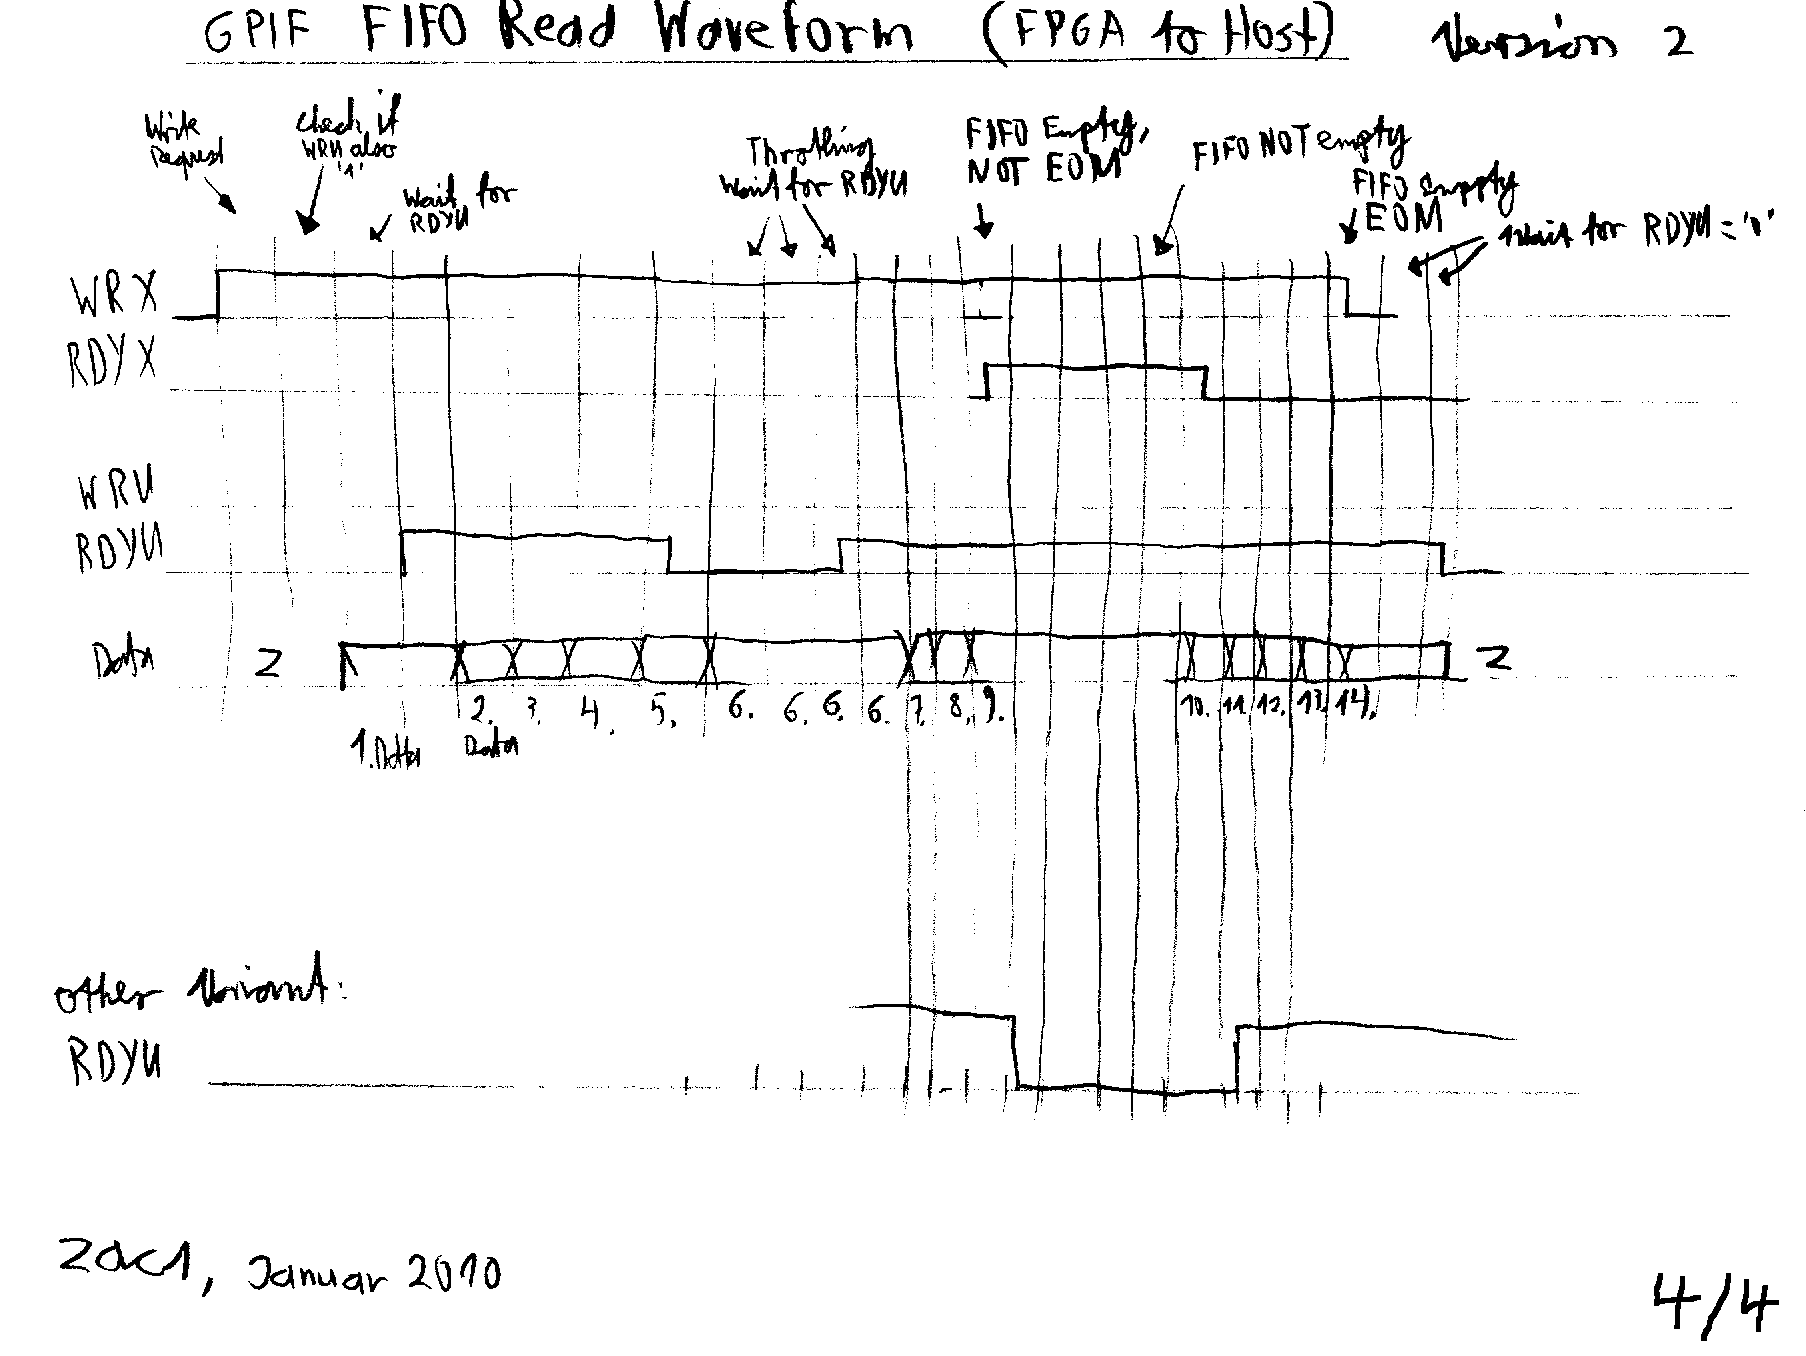 GPIF FIFO Read Waveform (FPGA to Host) Version 2
Write
Request
Check if
WRU also
'1'
Wait for
RDYU
Throttling
Wait for RDYU
FIFO Empty,
NOT EOM
FIFO NOT empty
FIFO empty
EOM
Wait for RDYU = '0'
WRX
RDYX
WRU
RDYU
Data
Z
Z
1. Data
2. 3. 4. 5. 6. 6. 6. 6. 7. 8. 9. 10. 11. 12. 13. 14.
Data
other Variant:
RDYU
zac1, Januar 2010
4/4